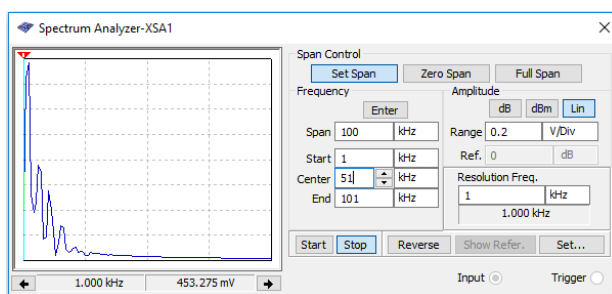 Spectrum Analyzer-XSA1
1.000 kHz 453.275 mV
Span Control
Set Span Zero Span Full Span
Frequency
Enter
Span 100 kHz
Start 1 kHz
Center 51 kHz
End 101 kHz
Amplitude
dB dBm Lin
Range 0.2 V/Div
Ref. 0 dB
Resolution Freq.
1 kHz
1.000 kHz
Start Stop Reverse Show Refer. Set...
Input Trigger